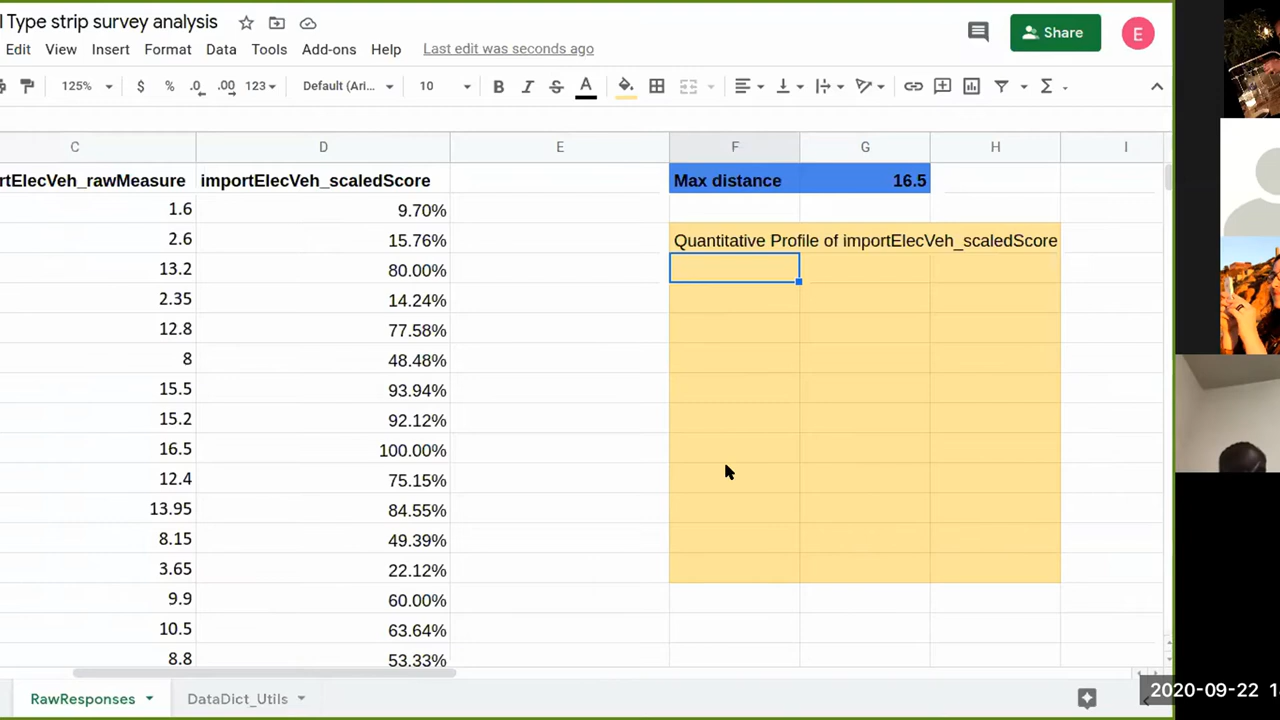 l Type strip survey analysis
Edit View Insert Format Data Tools Add-ons Help Last edit was seconds ago
Share
E
125% $ % .0 .00 123 Default (Ari... 10 B I S A Σ
C D E F G H I
rtElecVeh_rawMeasure importElecVeh_scaledScore Max distance 16.5
1.6 9.70%
2.6 15.76% Quantitative Profile of importElecVeh_scaledScore
13.2 80.00%
2.35 14.24%
12.8 77.58%
8 48.48%
15.5 93.94%
15.2 92.12%
16.5 100.00%
12.4 75.15%
13.95 84.55%
8.15 49.39%
3.65 22.12%
9.9 60.00%
10.5 63.64%
8.8 53.33%
RawResponses DataDict_Utils
2020-09-22 1